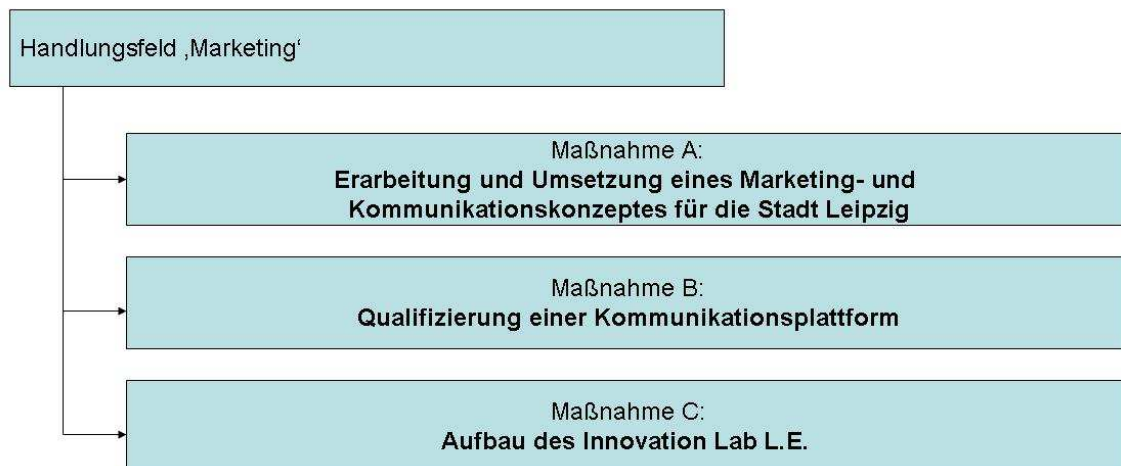 Handlungsfeld ‚Marketing‘
Maßnahme A:
Erarbeitung und Umsetzung eines Marketing- und
Kommunikationskonzeptes für die Stadt Leipzig
Maßnahme B:
Qualifizierung einer Kommunikationsplattform
Maßnahme C:
Aufbau des Innovation Lab L.E.